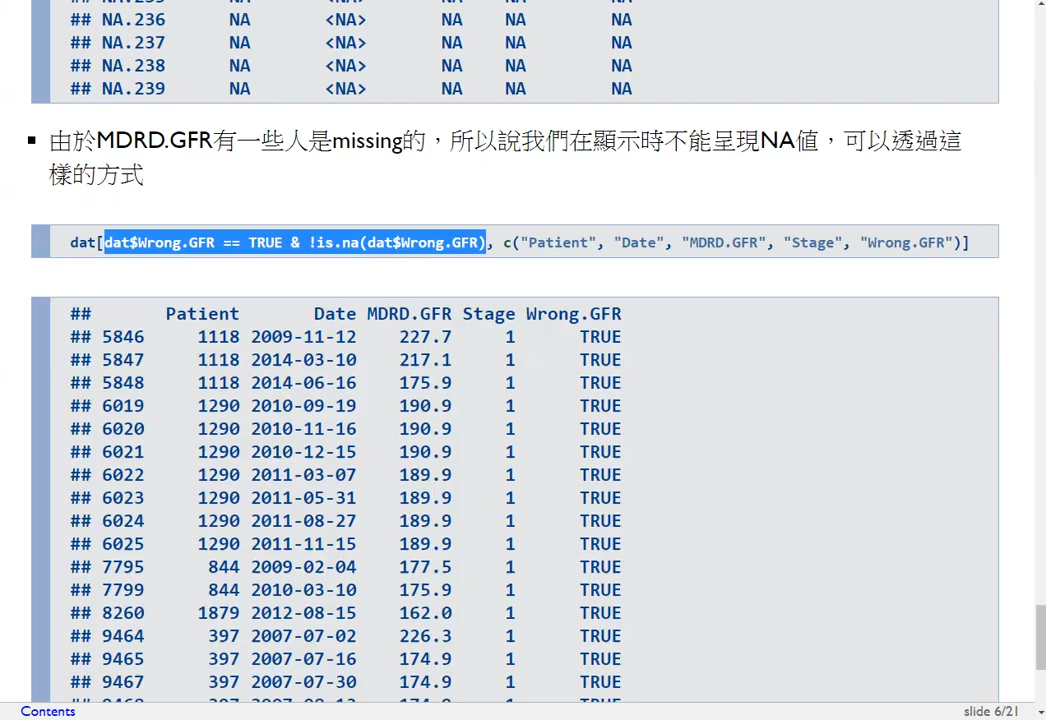 ## NA.236 NA <NA> NA NA NA
## NA.237 NA <NA> NA NA NA
## NA.238 NA <NA> NA NA NA
## NA.239 NA <NA> NA NA NA
▪ 由於MDRD.GFR有一些人是missing的，所以說我們在顯示時不能呈現NA值，可以透過這
樣的方式
dat[dat$Wrong.GFR == TRUE & !is.na(dat$Wrong.GFR), c("Patient", "Date", "MDRD.GFR", "Stage", "Wrong.GFR")]
## Patient Date MDRD.GFR Stage Wrong.GFR
## 5846 1118 2009-11-12 227.7 1 TRUE
## 5847 1118 2014-03-10 217.1 1 TRUE
## 5848 1118 2014-06-16 175.9 1 TRUE
## 6019 1290 2010-09-19 190.9 1 TRUE
## 6020 1290 2010-11-16 190.9 1 TRUE
## 6021 1290 2010-12-15 190.9 1 TRUE
## 6022 1290 2011-03-07 189.9 1 TRUE
## 6023 1290 2011-05-31 189.9 1 TRUE
## 6024 1290 2011-08-27 189.9 1 TRUE
## 6025 1290 2011-11-15 189.9 1 TRUE
## 7795 844 2009-02-04 177.5 1 TRUE
## 7799 844 2010-03-10 175.9 1 TRUE
## 8260 1879 2012-08-15 162.0 1 TRUE
## 9464 397 2007-07-02 226.3 1 TRUE
## 9465 397 2007-07-16 174.9 1 TRUE
## 9467 397 2007-07-30 174.9 1 TRUE
Contents
slide 6/21